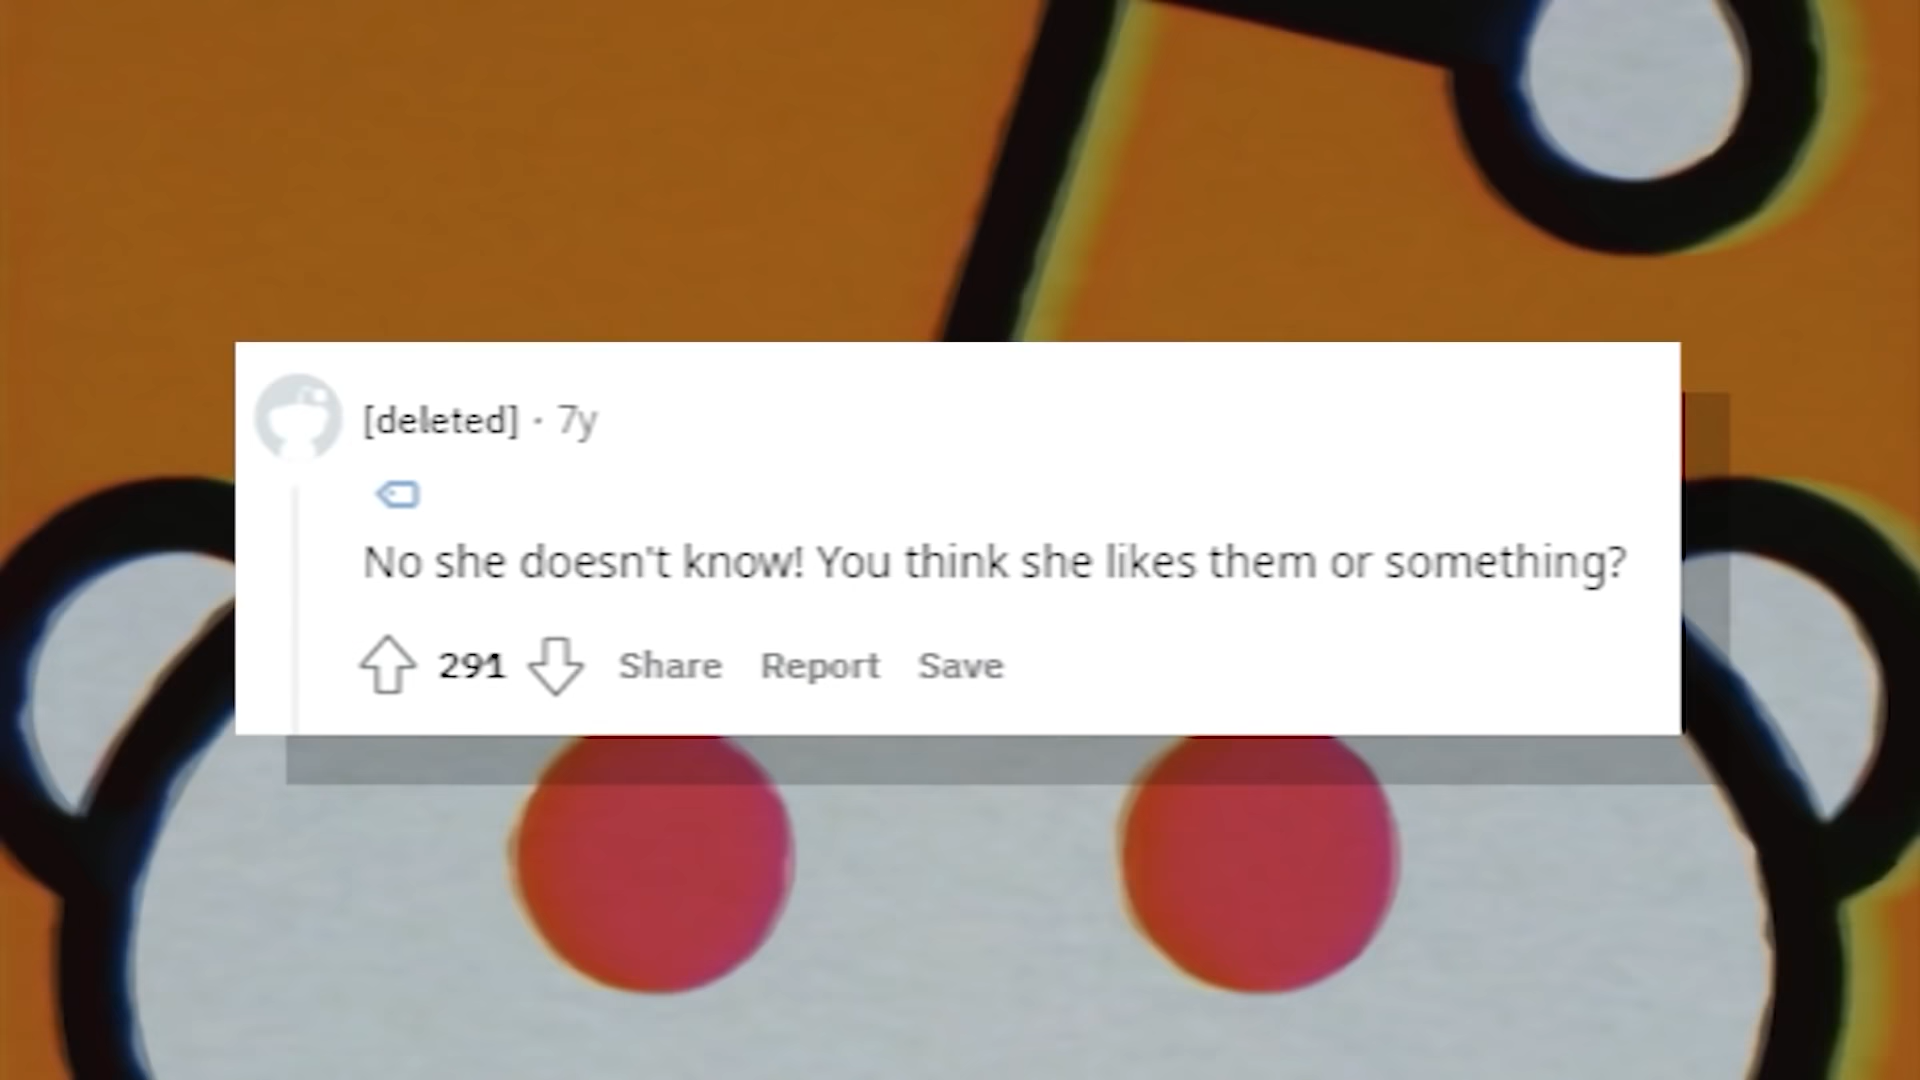 [deleted] · 7y
No she doesn't know! You think she likes them or something?
291 Share Report Save